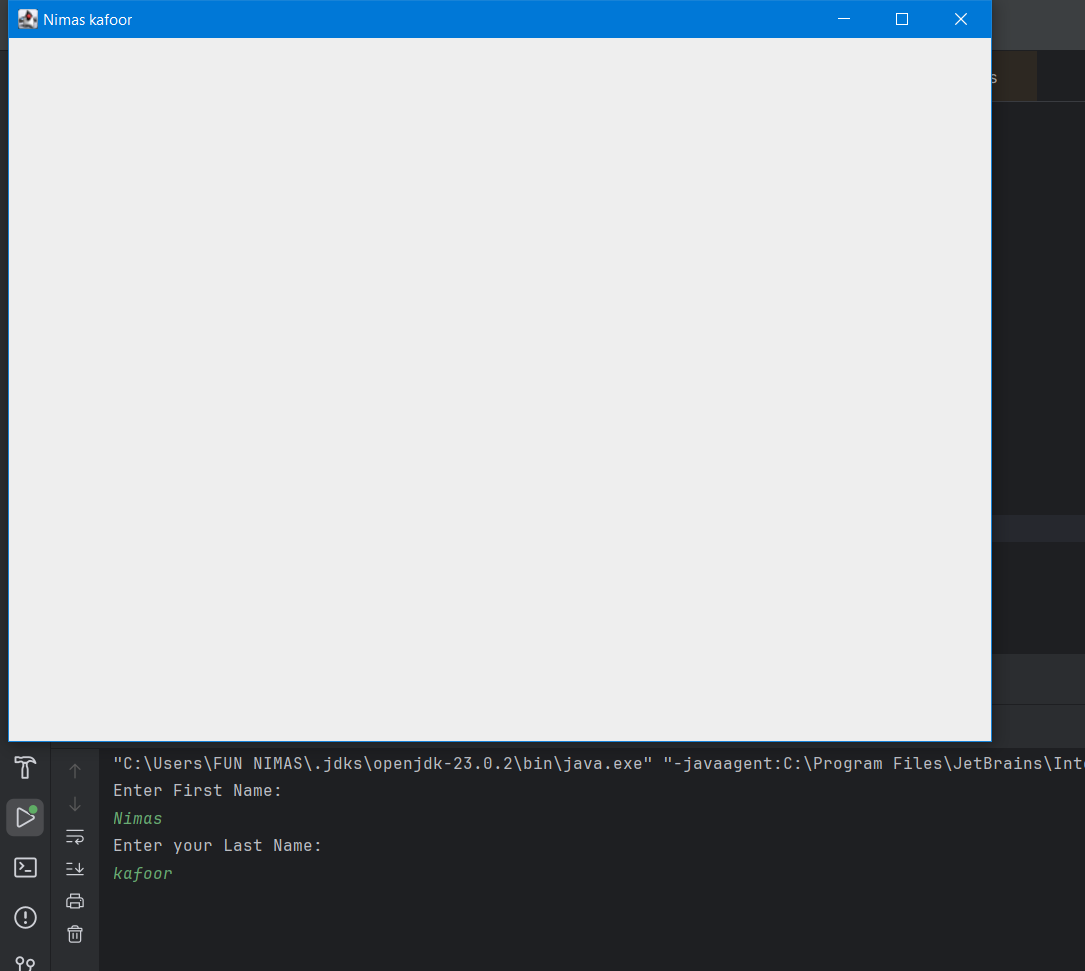 Nimas kafoor
s
"C:\Users\FUN NIMAS\.jdks\openjdk-23.0.2\bin\java.exe" "-javaagent:C:\Program Files\JetBrains\Int
Enter First Name:
Nimas
Enter your Last Name:
kafoor